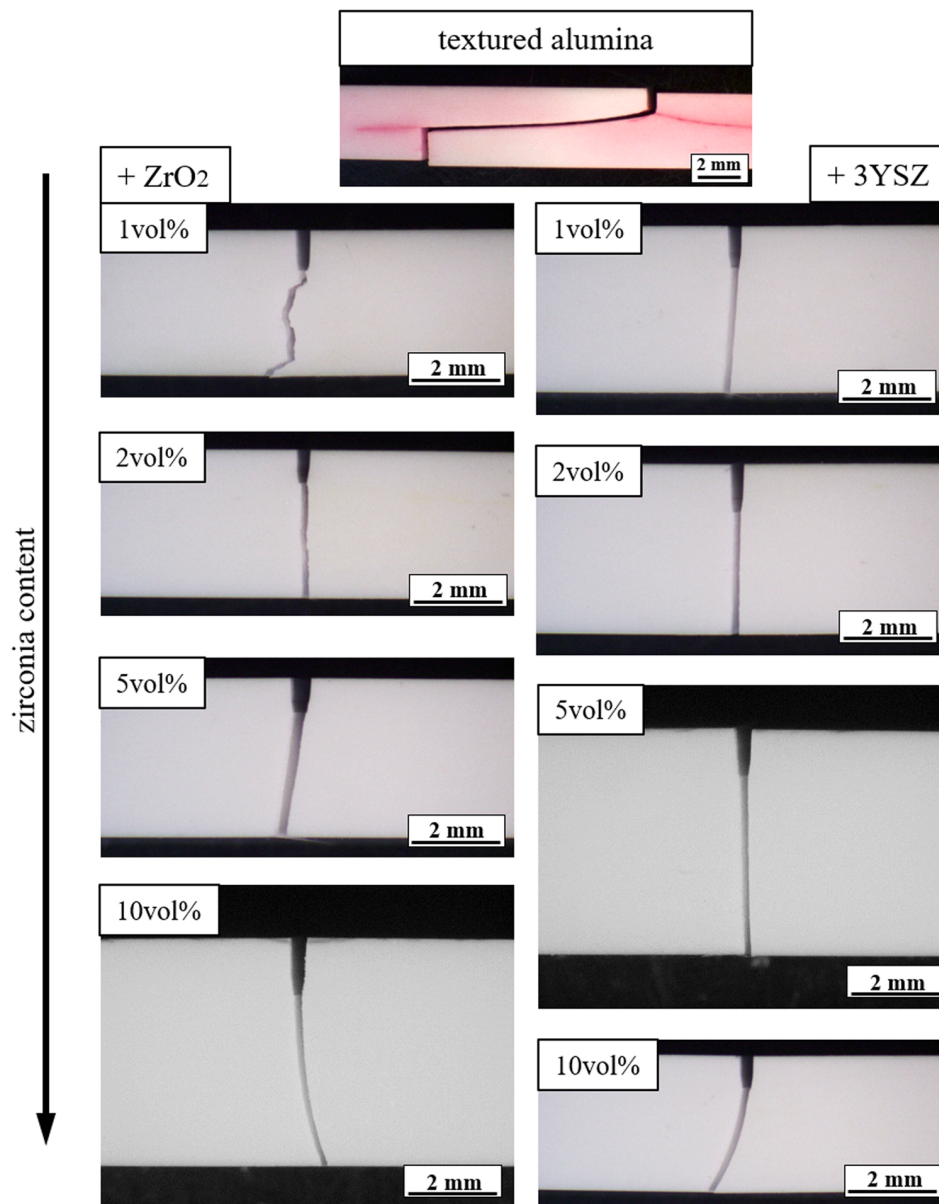 textured alumina
2 mm
+ ZrO2
+ 3YSZ
1vol%
2 mm
1vol%
2 mm
2vol%
2 mm
2vol%
2 mm
zirconia content
5vol%
2 mm
5vol%
2 mm
10vol%
2 mm
10vol%
2 mm